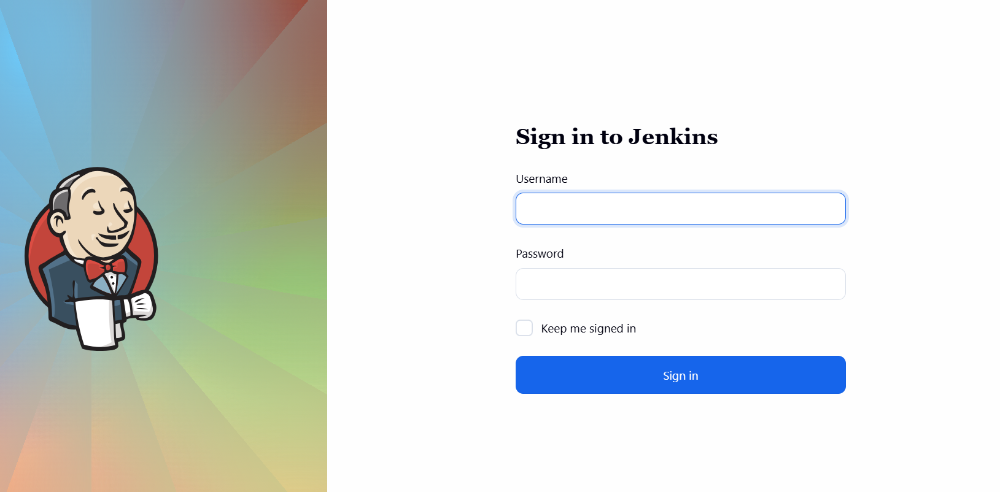 Sign in to Jenkins
Username
Password
Keep me signed in
Sign in